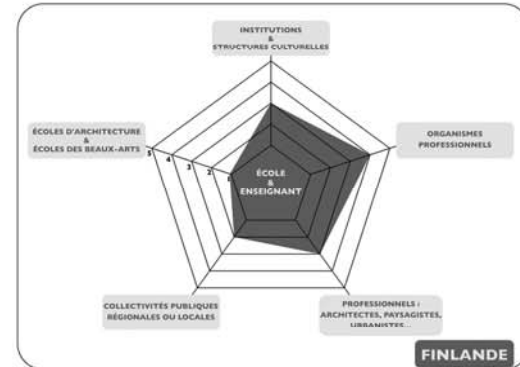 INSTITUTIONS
&
STRUCTURES CULTURELLES
ÉCOLES D'ARCHITECTURE
&
ÉCOLES DES BEAUX-ARTS
ORGANISMES
PROFESSIONNELS
5 4 3 2 1
ÉCOLE
&
ENSEIGNANT
COLLECTIVITÉS PUBLIQUES
RÉGIONALES OU LOCALES
PROFESSIONNELS :
ARCHITECTES, PAYSAGISTES,
URBANISTES...
FINLANDE